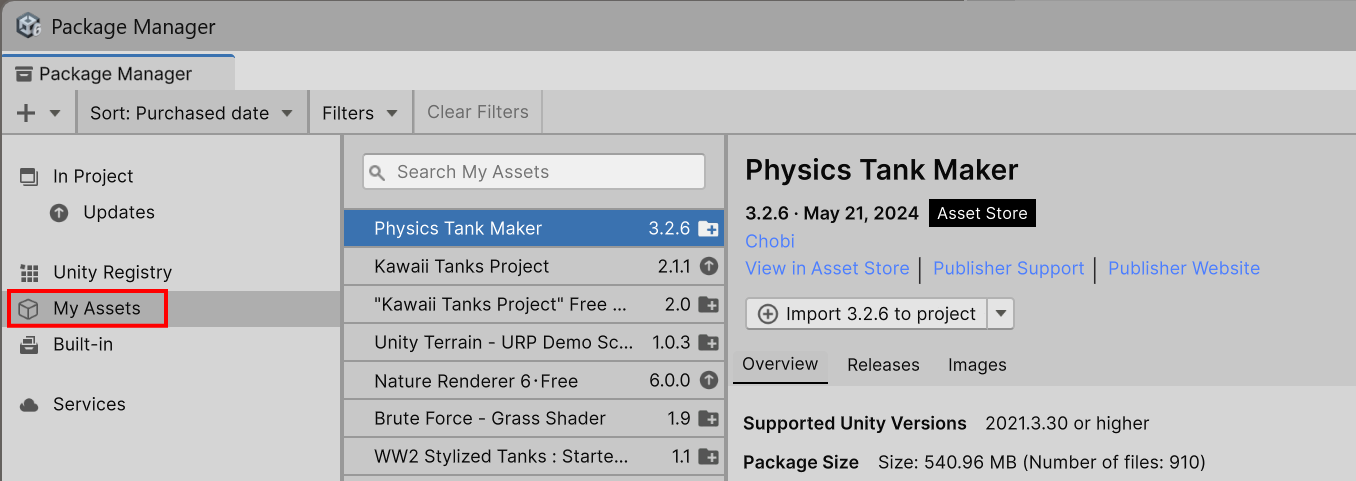 Package Manager
Package Manager
Sort: Purchased date
Filters
Clear Filters
In Project
Updates
Unity Registry
My Assets
Built-in
Services
Search My Assets
Physics Tank Maker 3.2.6
Kawaii Tanks Project 2.1.1
"Kawaii Tanks Project" Free ... 2.0
Unity Terrain - URP Demo Sc... 1.0.3
Nature Renderer 6·Free 6.0.0
Brute Force - Grass Shader 1.9
WW2 Stylized Tanks : Starte... 1.1
Physics Tank Maker
3.2.6 · May 21, 2024 Asset Store
Chobi
View in Asset Store | Publisher Support | Publisher Website
Import 3.2.6 to project
Overview Releases Images
Supported Unity Versions 2021.3.30 or higher
Package Size Size: 540.96 MB (Number of files: 910)